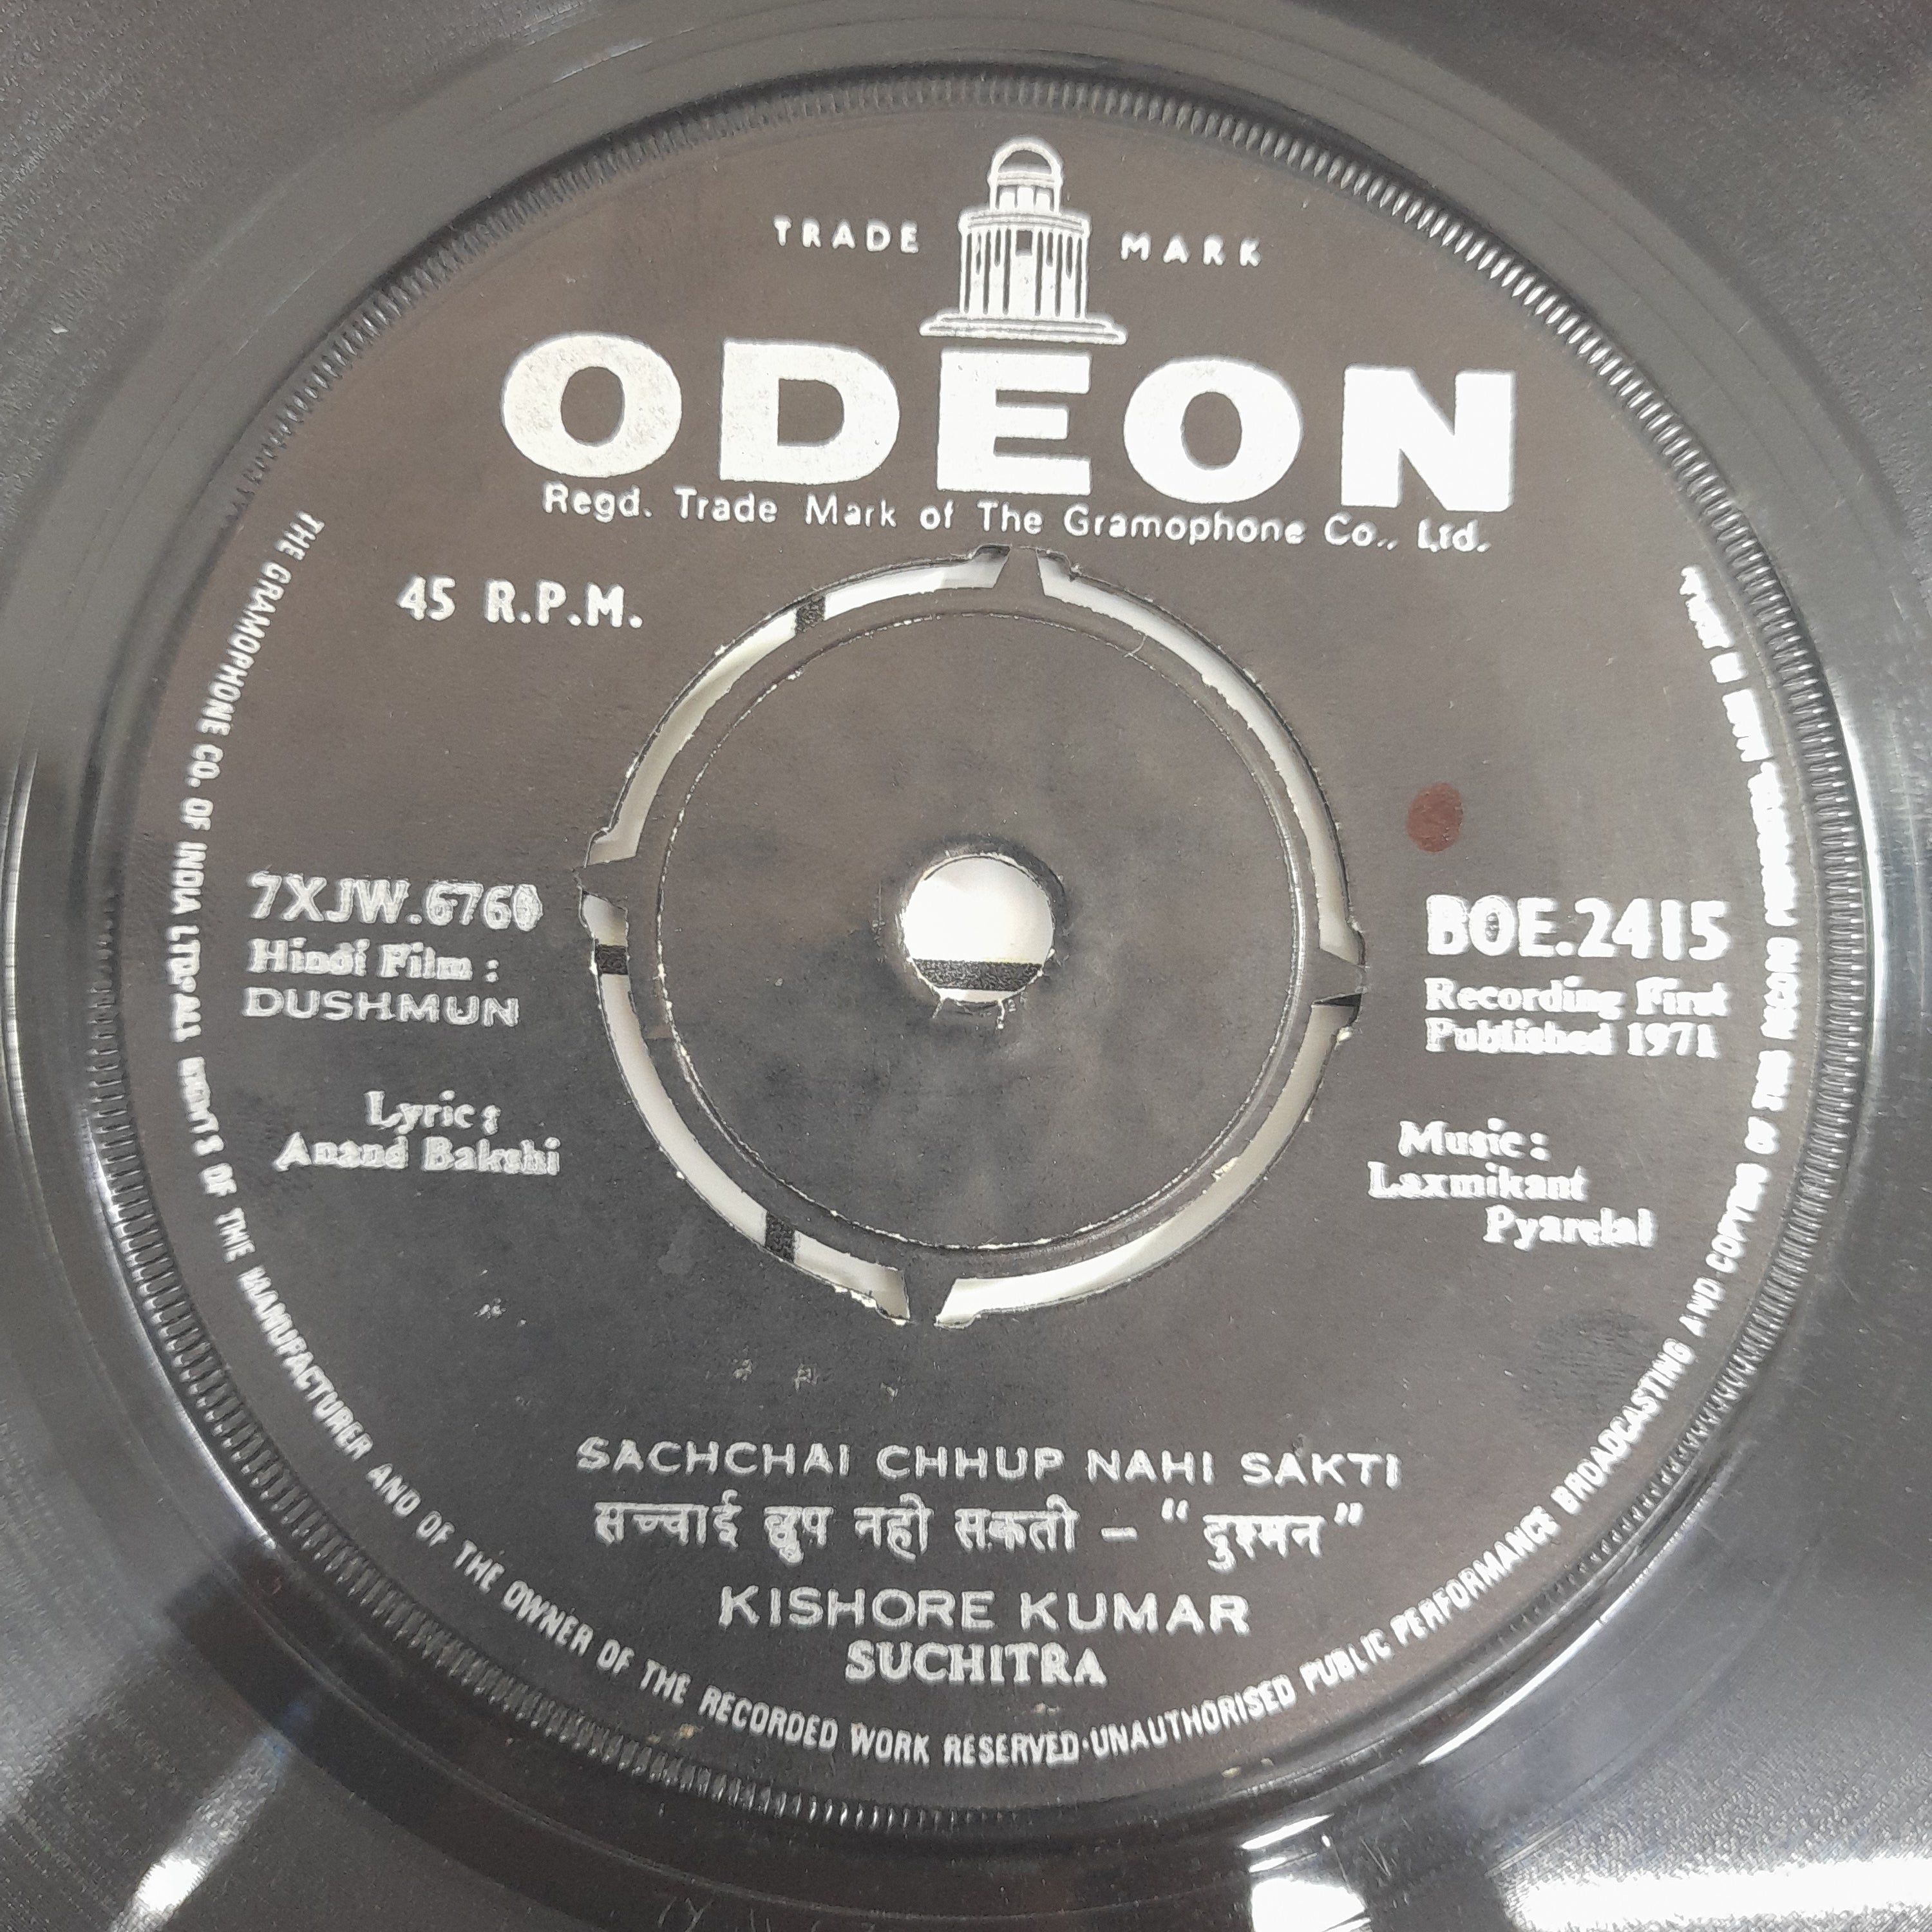 TRADE MARK
ODEON
Regd. Trade Mark of The Gramophone Co., Ltd.
45 R.P.M.
7XJW.6760
Hindi Film :
DUSHMUN
Lyric :
Anand Bakshi
BOE.2415
Recording First
Published 1971
Music :
Laxmikant
Pyarelal
SACHCHAI CHHUP NAHI SAKTI
सच्चाई छुप नही सकती – "दुश्मन"
KISHORE KUMAR
SUCHITRA
THE GRAMOPHONE CO. OF INDIA LTD. ALL RIGHTS OF THE MANUFACTURER AND OF THE OWNER OF THE RECORDED WORK RESERVED·UNAUTHORISED PUBLIC PERFORMANCE BROADCASTING AND COPYING OF THIS RECORD PROHIBITED